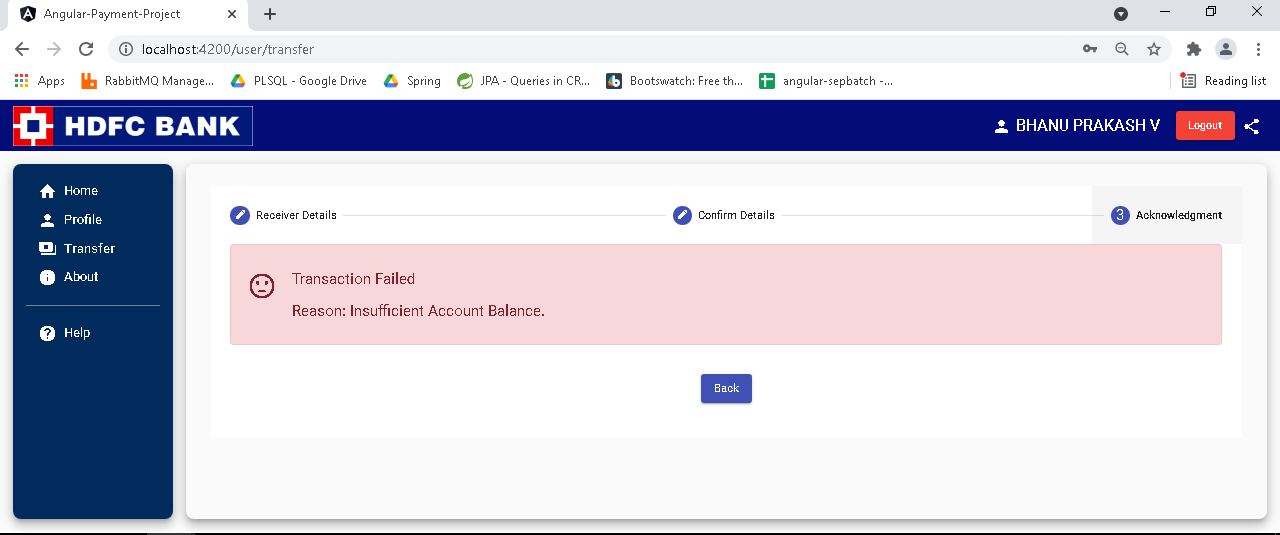 Angular-Payment-Project
localhost:4200/user/transfer
Apps RabbitMQ Manage... PLSQL - Google Drive Spring JPA - Queries in CR... Bootswatch: Free th... angular-sepbatch -... Reading list
HDFC BANK BHANU PRAKASH V Logout
Home
Profile
Transfer
About
Help
Receiver Details Confirm Details 3 Acknowledgment
Transaction Failed
Reason: Insufficient Account Balance.
Back